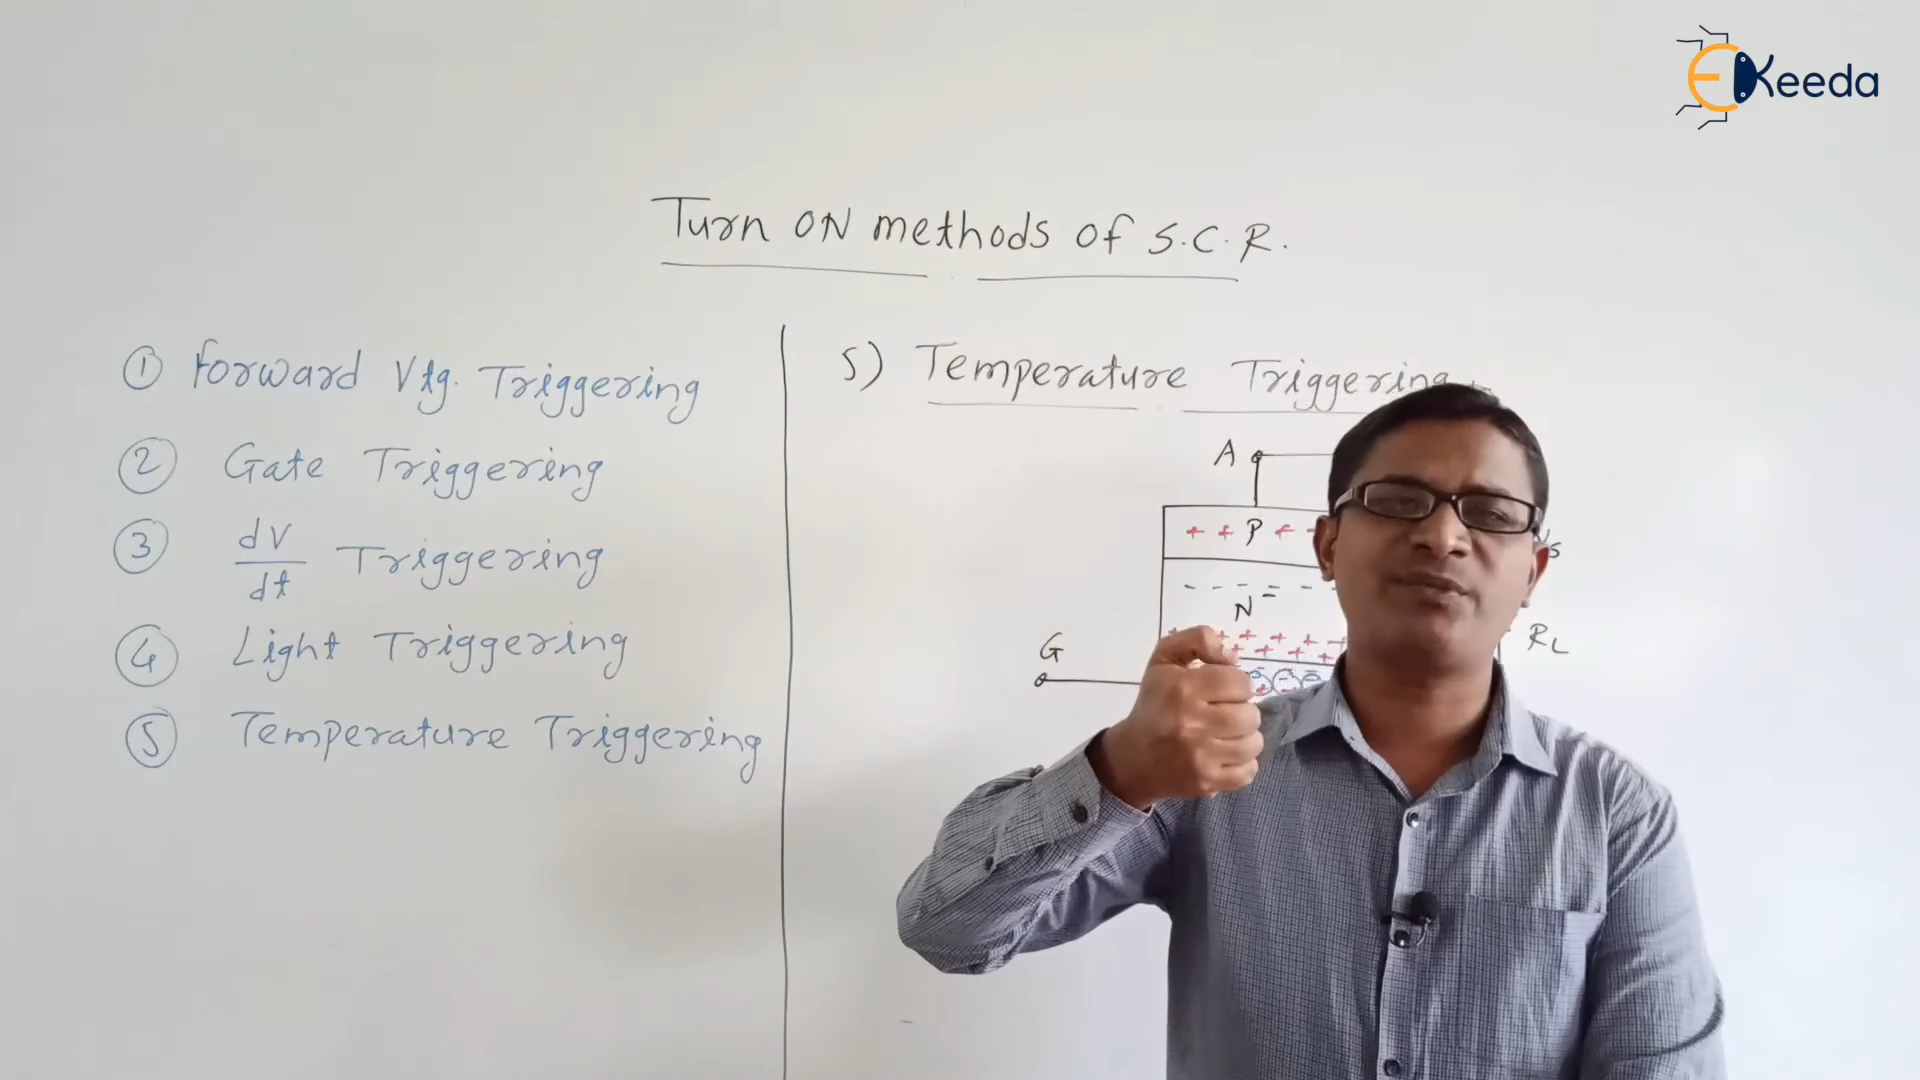 EKeeda
Turn ON methods of S.C.R.
① Forward Vtg. Triggering
② Gate Triggering
③ dV/dt Triggering
④ Light Triggering
⑤ Temperature Triggering
5) Temperature Triggering
A
+ + P + +
N
G
RL